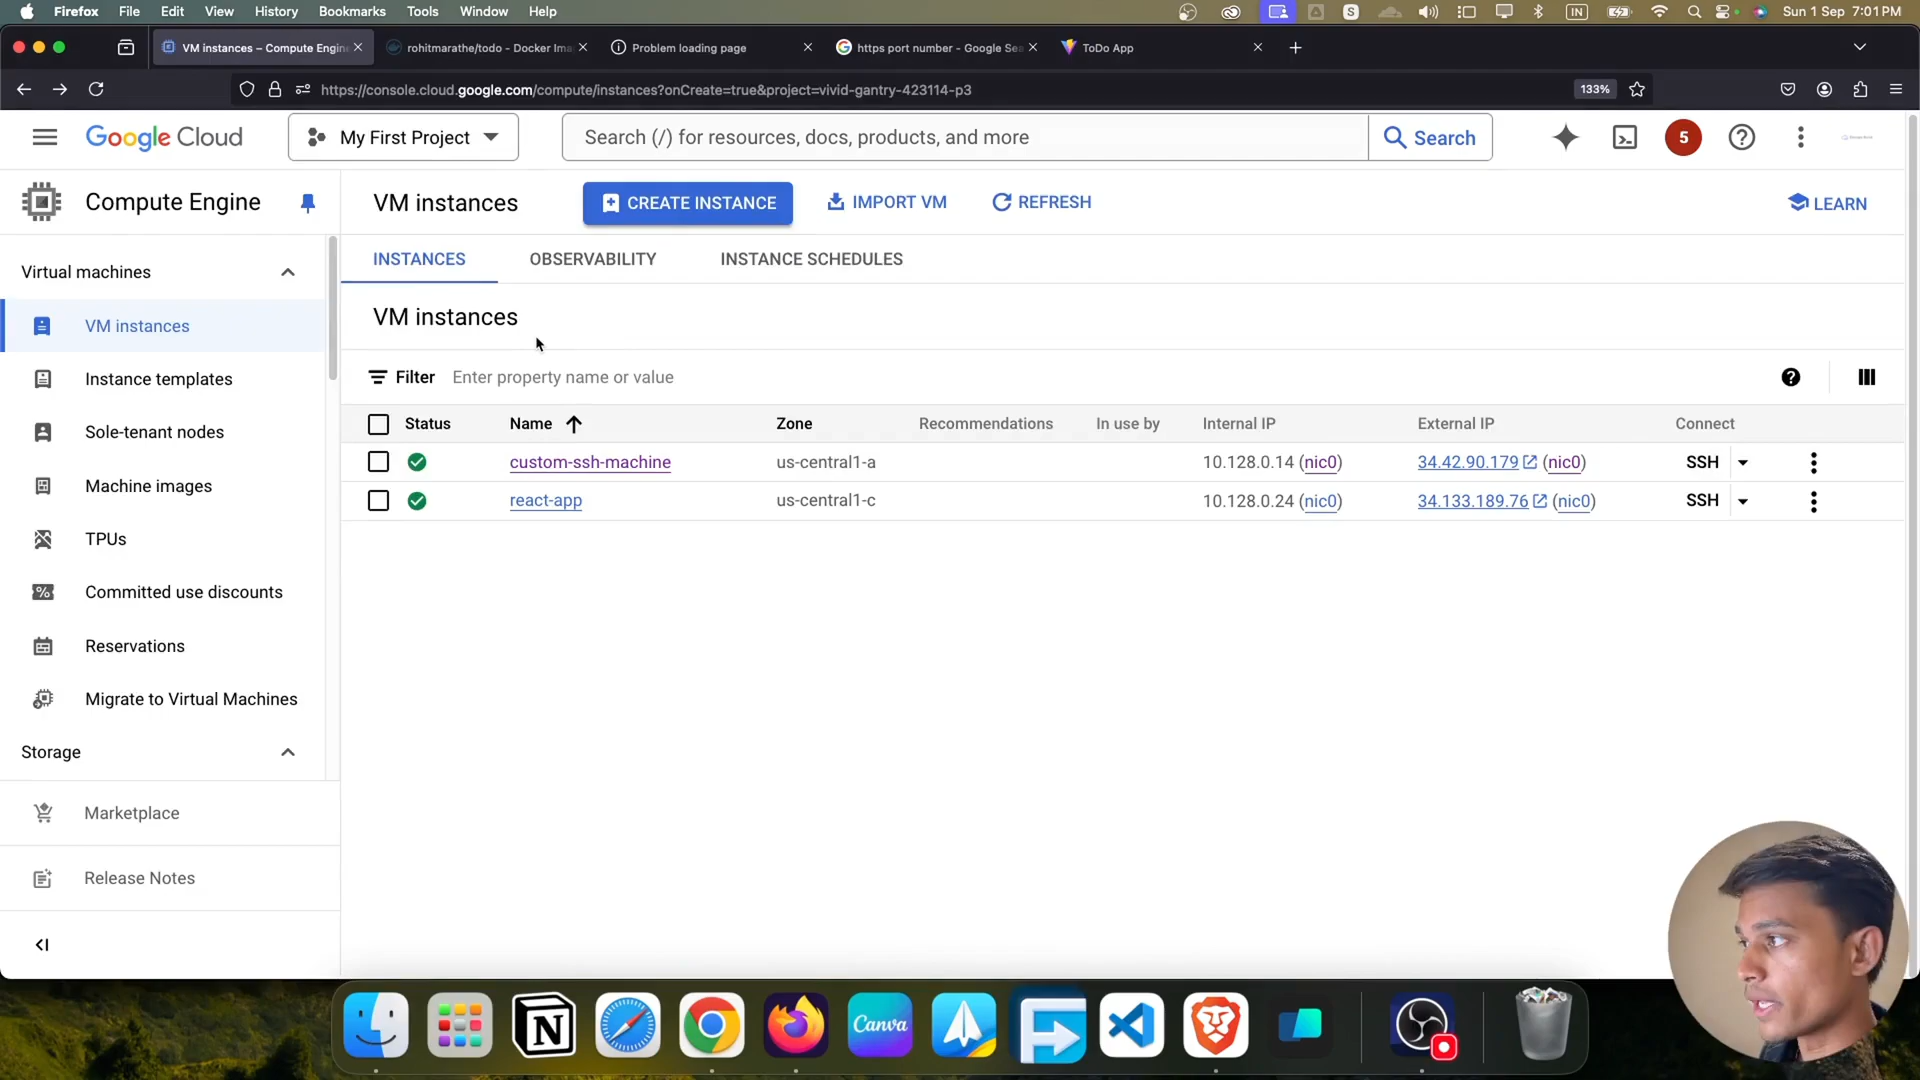 Firefox File Edit View History Bookmarks Tools Window Help
S IN Sun 1 Sep 7:01 PM
VM instances – Compute Engin
rohitmarathe/todo - Docker Ima
Problem loading page
https port number - Google Se
ToDo App
https://console.cloud.google.com/compute/instances?onCreate=true&project=vivid-gantry-423114-p3
133%
Google Cloud
My First Project
Search (/) for resources, docs, products, and more
Search
5
Compute Engine
VM instances
CREATE INSTANCE
IMPORT VM
REFRESH
LEARN
Virtual machines
VM instances
Instance templates
Sole-tenant nodes
Machine images
TPUs
Committed use discounts
Reservations
Migrate to Virtual Machines
Storage
Marketplace
Release Notes
INSTANCES OBSERVABILITY INSTANCE SCHEDULES
VM instances
Filter Enter property name or value
Status Name Zone Recommendations In use by Internal IP External IP Connect
custom-ssh-machine us-central1-a 10.128.0.14 (nic0) 34.42.90.179 (nic0) SSH
react-app us-central1-c 10.128.0.24 (nic0) 34.133.189.76 (nic0) SSH
Canva